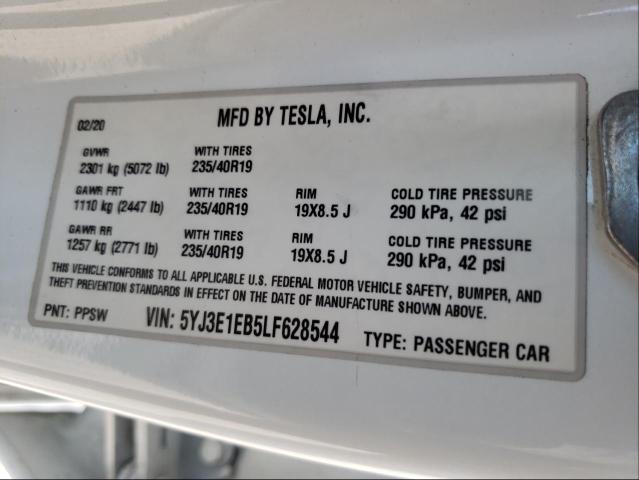 MFD BY TESLA, INC.
02/20
GVWR WITH TIRES
2301 kg (5072 lb) 235/40R19
GAWR FRT WITH TIRES RIM COLD TIRE PRESSURE
1110 kg (2447 lb) 235/40R19 19X8.5 J 290 kPa, 42 psi
GAWR RR WITH TIRES RIM COLD TIRE PRESSURE
1257 kg (2771 lb) 235/40R19 19X8.5 J 290 kPa, 42 psi
THIS VEHICLE CONFORMS TO ALL APPLICABLE U.S. FEDERAL MOTOR VEHICLE SAFETY, BUMPER, AND
THEFT PREVENTION STANDARDS IN EFFECT ON THE DATE OF MANUFACTURE SHOWN ABOVE.
PNT: PPSW VIN: 5YJ3E1EB5LF628544 TYPE: PASSENGER CAR